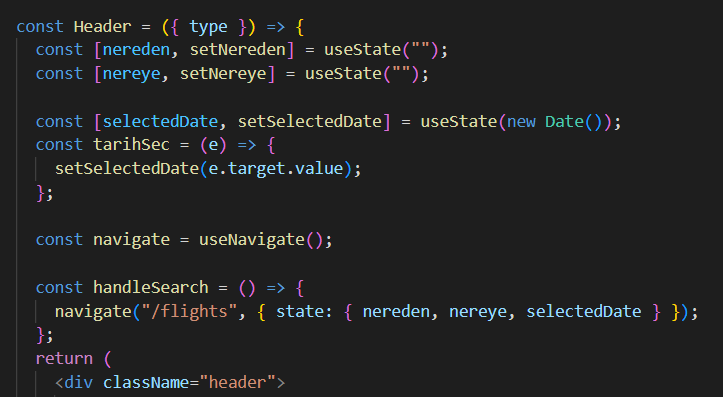 const Header = ({ type }) => {
const [nereden, setNereden] = useState("");
const [nereye, setNereye] = useState("");
const [selectedDate, setSelectedDate] = useState(new Date());
const tarihSec = (e) => {
setSelectedDate(e.target.value);
};
const navigate = useNavigate();
const handleSearch = () => {
navigate("/flights", { state: { nereden, nereye, selectedDate } });
};
return (
<div className="header">